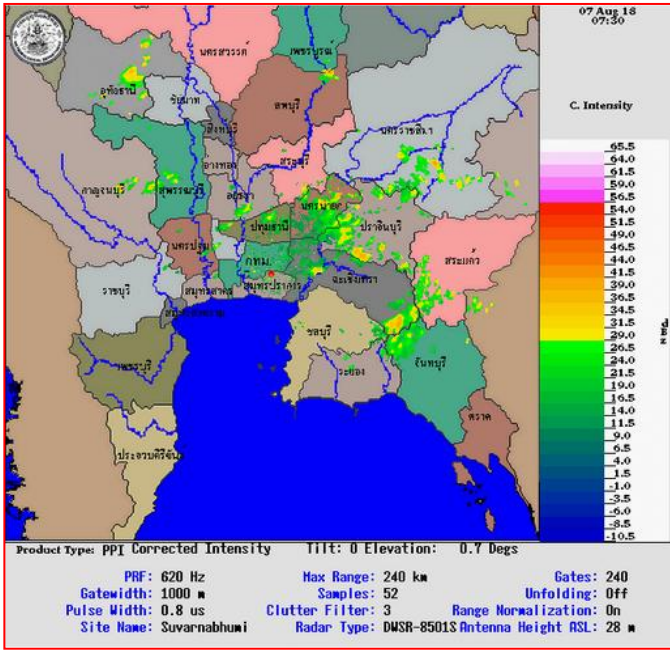 07 Aug 18
07:30
C. Intensity
65.5
64.0
61.5
59.0
56.5
54.0
51.5
49.0
46.5
44.0
41.5
39.0
36.5
34.0
31.5
29.0
26.5
24.0
21.5
19.0
16.5
14.0
11.5
9.0
6.5
4.0
1.5
-1.0
-3.5
-6.0
-8.5
-10.5
นครสวรรค์
เพชรบูรณ์
อุทัยธานี
ชัยนาท
ลพบุรี
นครราชสีมา
สิงห์บุรี
อ่างทอง
สระบุรี
กาญจนบุรี
สุพรรณบุรี
อยุธยา
นครนายก
ปราจีนบุรี
ปทุมธานี
นครปฐม
กทม.
สระแก้ว
ราชบุรี
สมุทรสาคร
สมุทรปราการ
ฉะเชิงเทรา
ชลบุรี
เพชรบุรี
ระยอง
จันทบุรี
ตราด
ประจวบคีรีขันธ์
Product Type: PPI Corrected Intensity Tilt: 0 Elevation: 0.7 Degs
PRF: 620 Hz Max Range: 240 km Gates: 240
Gatewidth: 1000 m Samples: 52 Unfolding: Off
Pulse Width: 0.8 us Clutter Filter: 3 Range Normalization: On
Site Name: Suvarnabhumi Radar Type: DWSR-8501S Antenna Height ASL: 28 m